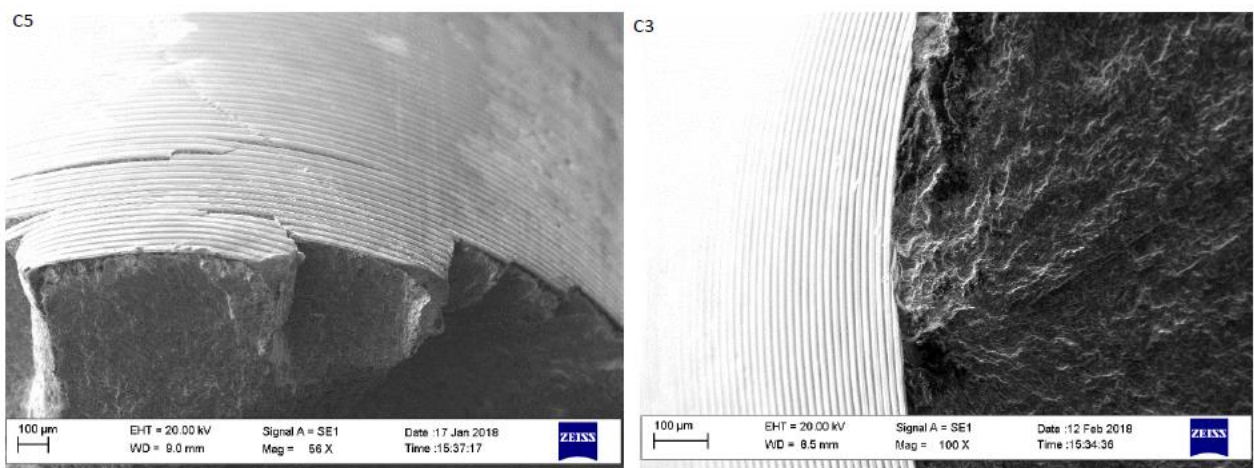 C5
100 µm
EHT = 20.00 kV
WD = 9.0 mm
Signal A = SE1
Mag = 56 X
Date :17 Jan 2018
Time :15:37:17
ZEISS
C3
100 µm
EHT = 20.00 kV
WD = 8.5 mm
Signal A = SE1
Mag = 100 X
Date :12 Feb 2018
Time :15:34:36
ZEISS